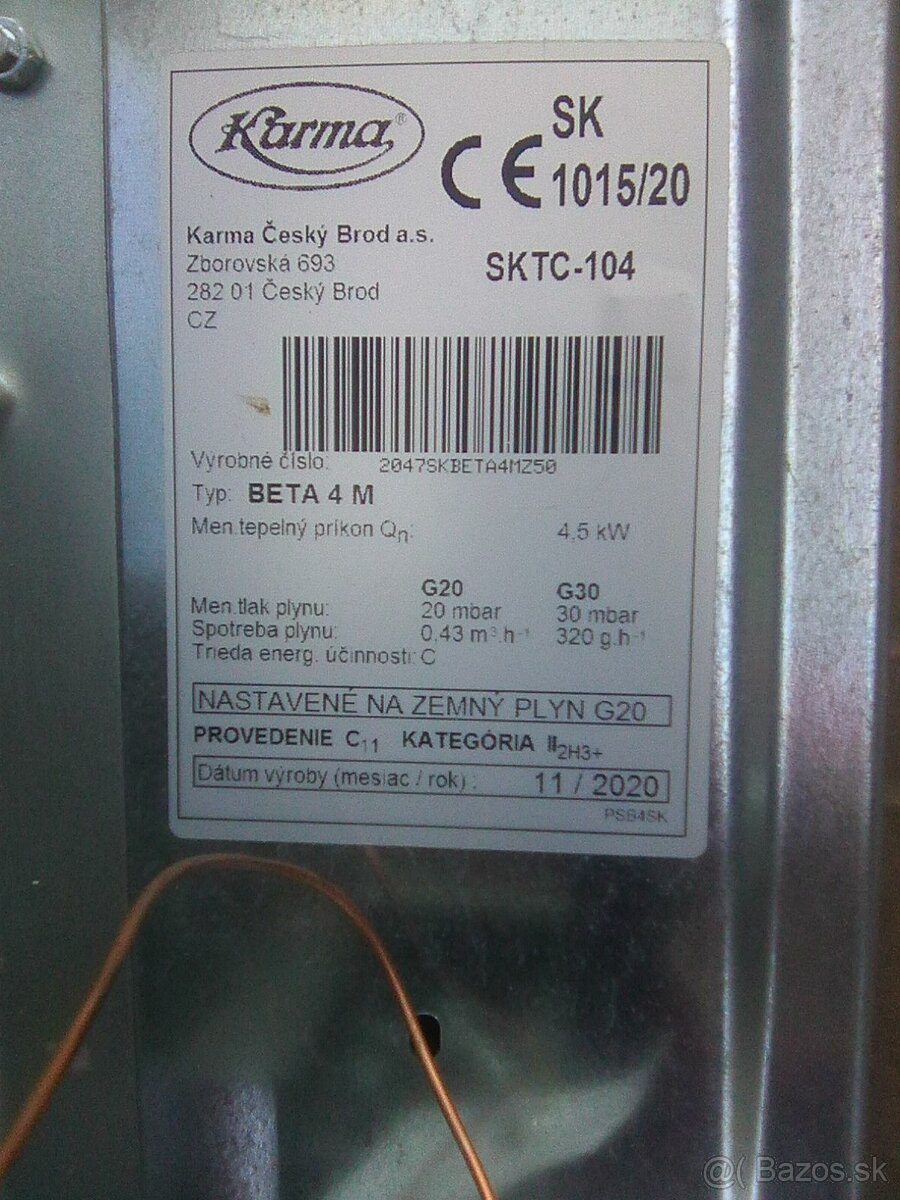 Karma®
SK
CE 1015/20
Karma Český Brod a.s.
Zborovská 693
282 01 Český Brod
CZ
SKTC-104
Výrobné číslo: 2047SKBETA4MZ50
Typ: BETA 4 M
Men.tepelný príkon Qn: 4,5 kW
G20 G30
Men.tlak plynu: 20 mbar 30 mbar
Spotreba plynu: 0,43 m³.h⁻¹ 320 g.h⁻¹
Trieda energ. účinnosti: C
NASTAVENÉ NA ZEMNÝ PLYN G20
PROVEDENIE C11 KATEGÓRIA II2H3+
Dátum výroby (mesiac / rok) : 11 / 2020
PSB4SK
@( Bazos.sk